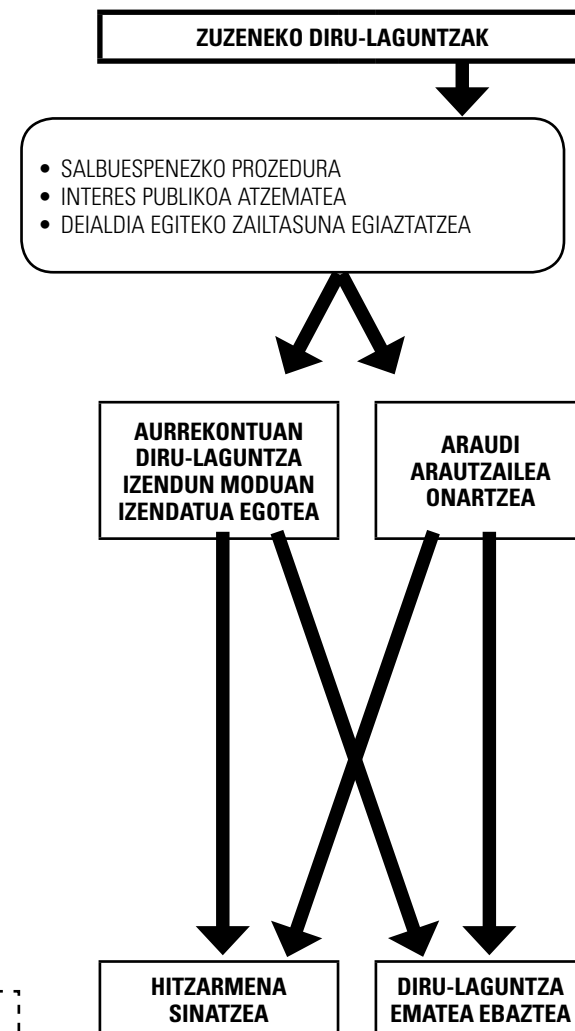 ZUZENEKO DIRU-LAGUNTZAK
• SALBUESPENEZKO PROZEDURA
• INTERES PUBLIKOA ATZEMATEA
• DEIALDIA EGITEKO ZAILTASUNA EGIAZTATZEA
AURREKONTUAN
DIRU-LAGUNTZA
IZENDUN MODUAN
IZENDATUA EGOTEA
ARAUDI
ARAUTZAILEA
ONARTZEA
HITZARMENA
SINATZEA
DIRU-LAGUNTZA
EMATEA EBAZTEA